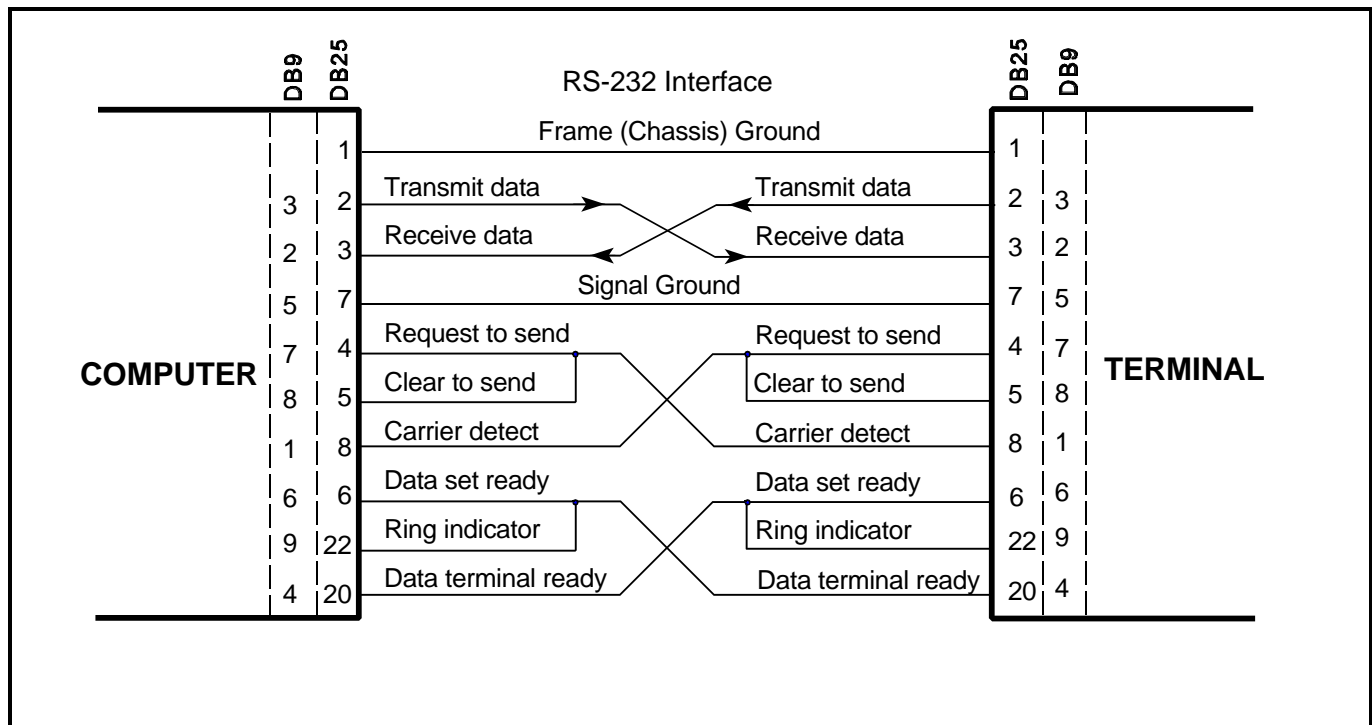 DB9 DB25 DB25 DB9
RS-232 Interface
Frame (Chassis) Ground
1 1
Transmit data Transmit data
3 2 2 3
Receive data Receive data
2 3 3 2
Signal Ground
5 7 7 5
Request to send Request to send
7 4 4 7
COMPUTER TERMINAL
Clear to send Clear to send
8 5 5 8
Carrier detect Carrier detect
1 8 8 1
Data set ready Data set ready
6 6 6 6
Ring indicator Ring indicator
9 22 22 9
Data terminal ready Data terminal ready
4 20 20 4